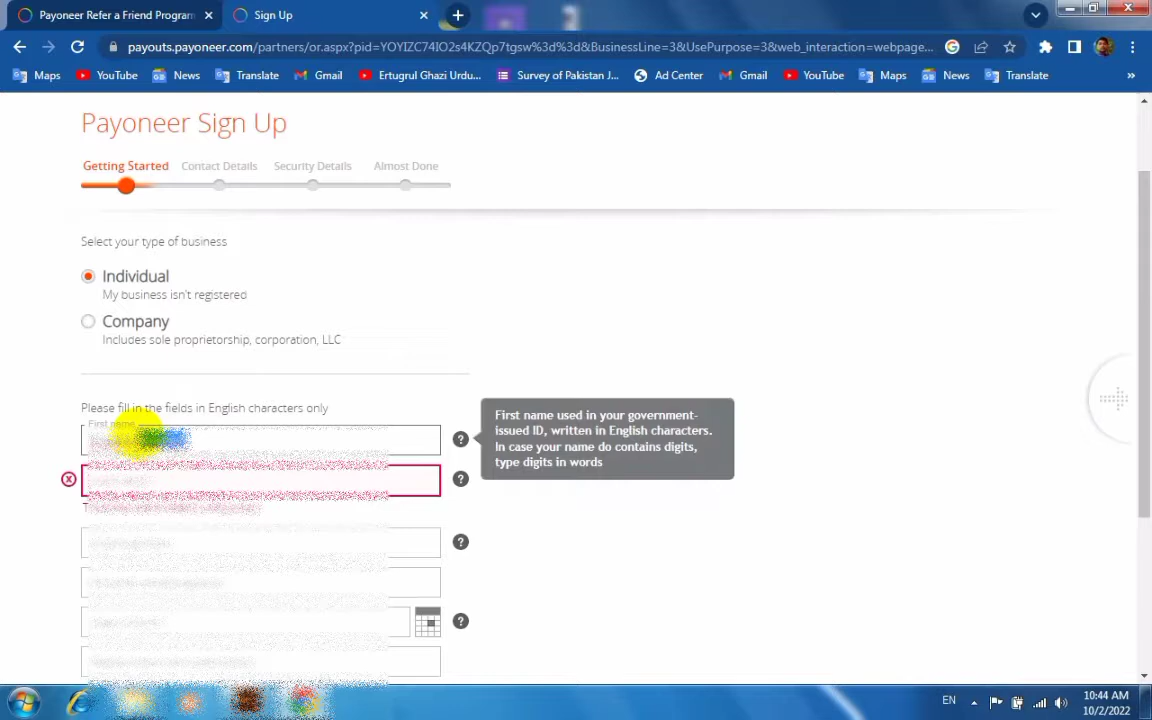 Payoneer Refer a Friend Program
Sign Up
payouts.payoneer.com/partners/or.aspx?pid=YOYIZC74IO2s4KZQp7tgsw%3d%3d&BusinessLine=3&UsePurpose=3&web_interaction=webpage...
Maps YouTube News Translate Gmail Ertugrul Ghazi Urdu... Survey of Pakistan J... Ad Center Gmail YouTube Maps News Translate »
Payoneer Sign Up
Getting Started Contact Details Security Details Almost Done
Select your type of business
Individual
My business isn't registered
Company
Includes sole proprietorship, corporation, LLC
Please fill in the fields in English characters only
First name
?
First name used in your government-
issued ID, written in English characters.
In case your name do contains digits,
type digits in words
?
?
?
EN
10:44 AM
10/2/2022